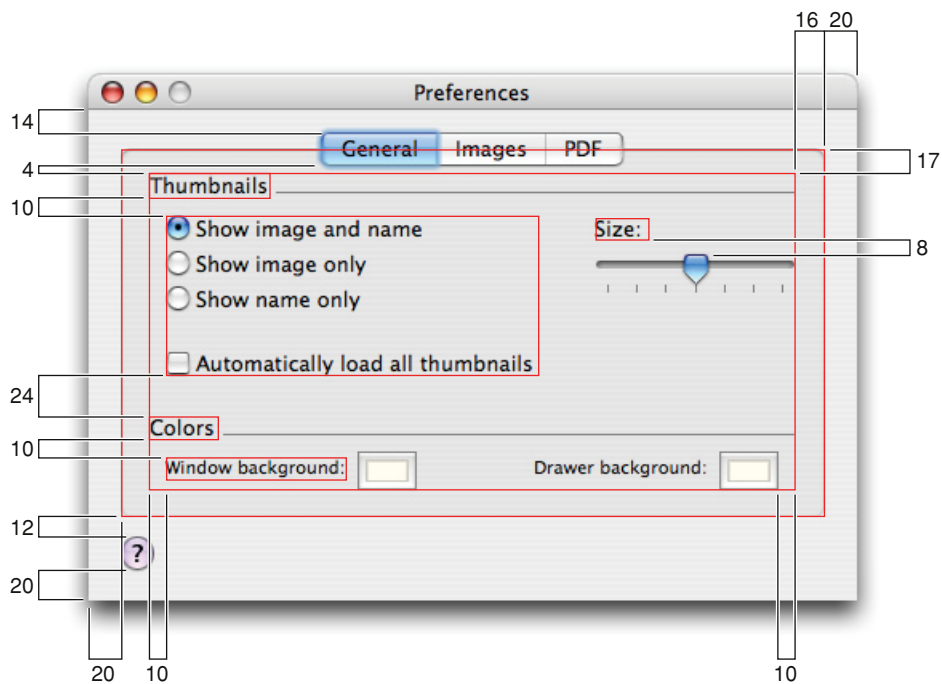 16 20
Preferences
14
General Images PDF
4
17
Thumbnails
10
Show image and name
Size:
8
Show image only
Show name only
Automatically load all thumbnails
24
Colors
10
Window background:
Drawer background:
12
?
20
20 10 10